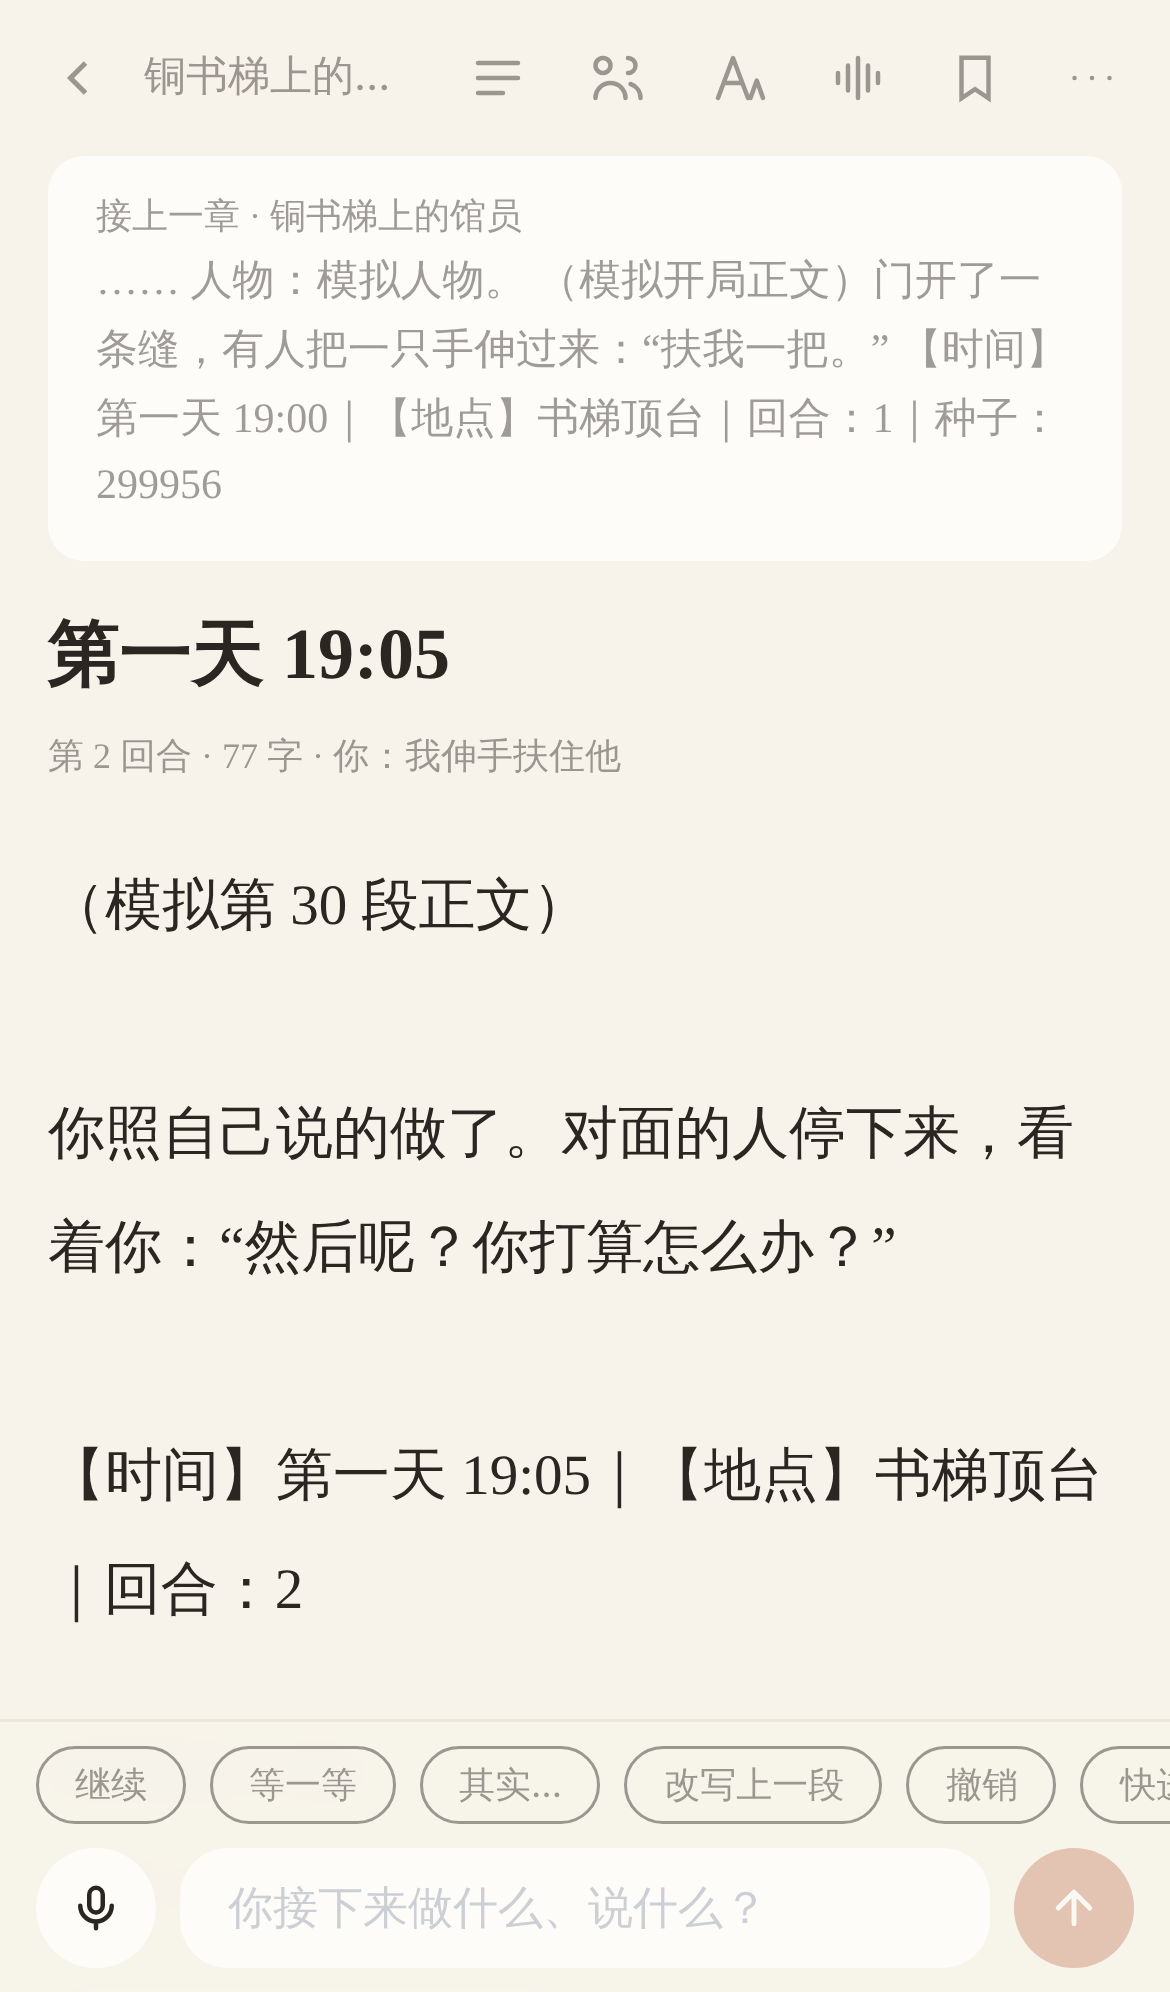 铜书梯上的...
接上一章 · 铜书梯上的馆员
…… 人物：模拟人物。 （模拟开局正文）门开了一
条缝，有人把一只手伸过来：“扶我一把。” 【时间】
第一天 19:00｜【地点】书梯顶台｜回合：1｜种子：
299956
第一天 19:05
第 2 回合 · 77 字 · 你：我伸手扶住他
（模拟第 30 段正文）
你照自己说的做了。对面的人停下来，看
着你：“然后呢？你打算怎么办？”
【时间】第一天 19:05｜【地点】书梯顶台
｜回合：2
继续 等一等 其实... 改写上一段 撤销 快进
你接下来做什么、说什么？